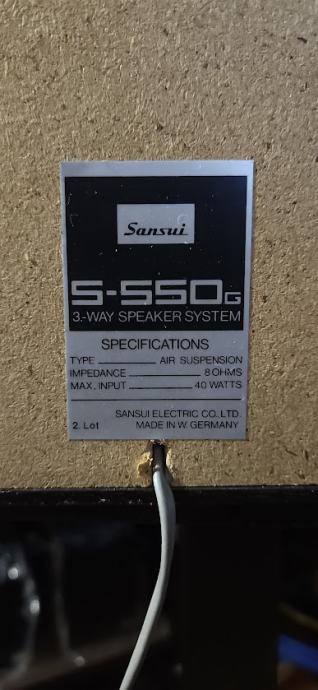 Sansui
S-550G
3-WAY SPEAKER SYSTEM
SPECIFICATIONS
TYPE AIR SUSPENSION
IMPEDANCE 8 OHMS
MAX. INPUT 40 WATTS
SANSUI ELECTRIC CO., LTD.
2. Lot MADE IN W. GERMANY